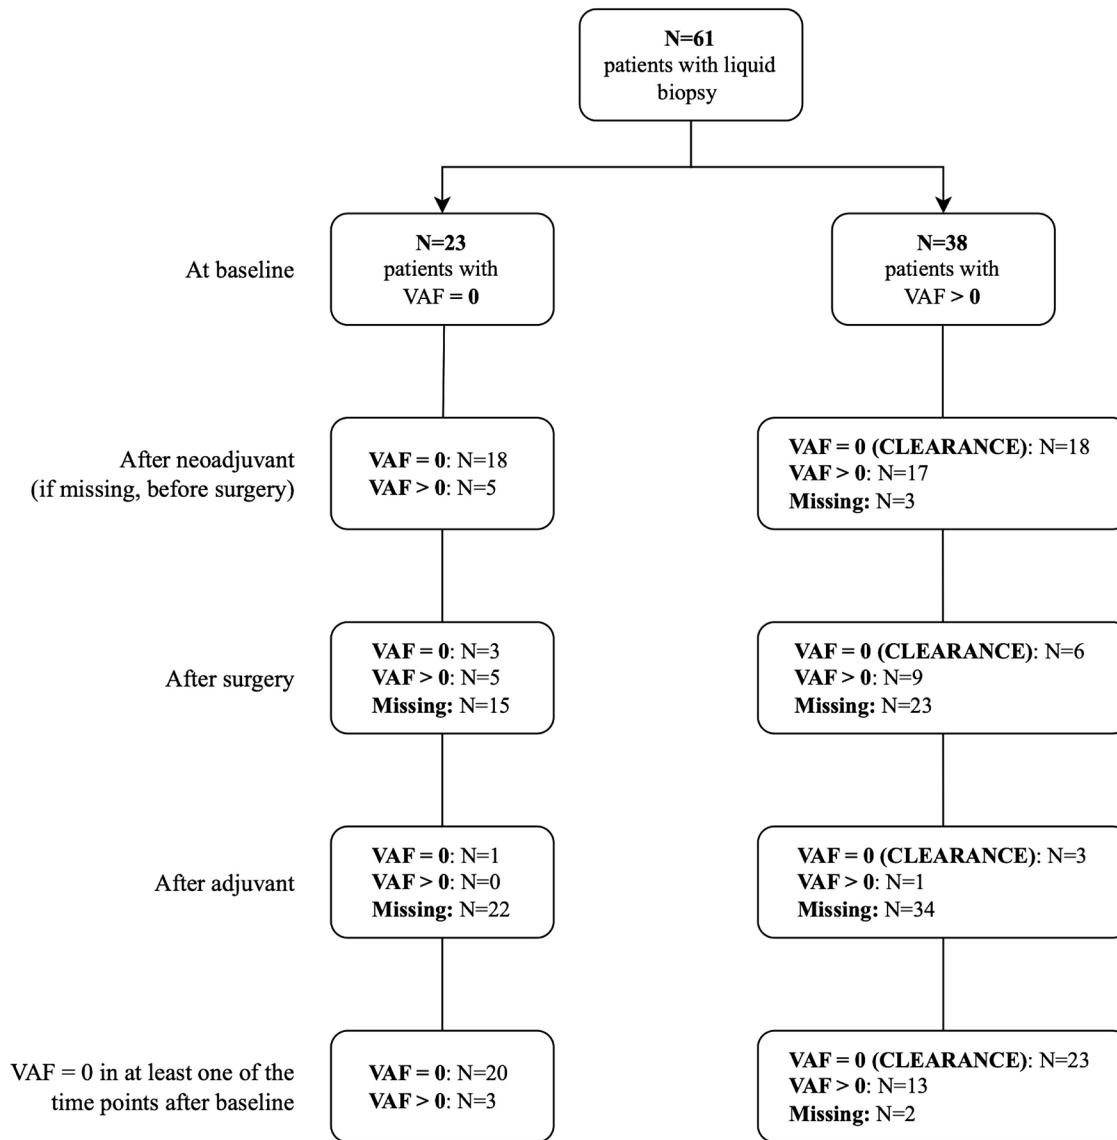 N=61
patients with liquid
biopsy
At baseline
N=23
patients with
VAF = 0
N=38
patients with
VAF > 0
After neoadjuvant
(if missing, before surgery)
VAF = 0: N=18
VAF > 0: N=5
VAF = 0 (CLEARANCE): N=18
VAF > 0: N=17
Missing: N=3
After surgery
VAF = 0: N=3
VAF > 0: N=5
Missing: N=15
VAF = 0 (CLEARANCE): N=6
VAF > 0: N=9
Missing: N=23
After adjuvant
VAF = 0: N=1
VAF > 0: N=0
Missing: N=22
VAF = 0 (CLEARANCE): N=3
VAF > 0: N=1
Missing: N=34
VAF = 0 in at least one of the
time points after baseline
VAF = 0: N=20
VAF > 0: N=3
VAF = 0 (CLEARANCE): N=23
VAF > 0: N=13
Missing: N=2